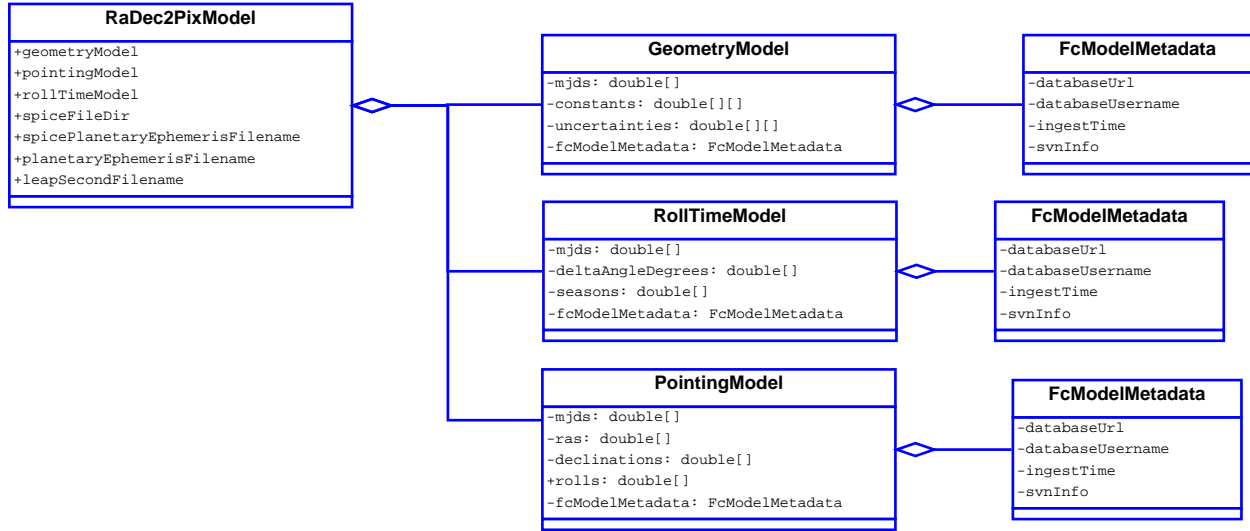 RaDec2PixModel
+geometryModel
+pointingModel
+rollTimeModel
+spiceFileDir
+spicePlanetaryEphemerisFilename
+planetaryEphemerisFilename
+leapSecondFilename
GeometryModel
-mjds: double[]
-constants: double[][]
-uncertainties: double[][]
-fcModelMetadata: FcModelMetadata
FcModelMetadata
-databaseUrl
-databaseUsername
-ingestTime
-svnInfo
RollTimeModel
-mjds: double[]
-deltaAngleDegrees: double[]
-seasons: double[]
-fcModelMetadata: FcModelMetadata
FcModelMetadata
-databaseUrl
-databaseUsername
-ingestTime
-svnInfo
PointingModel
-mjds: double[]
-ras: double[]
-declinations: double[]
+rolls: double[]
-fcModelMetadata: FcModelMetadata
FcModelMetadata
-databaseUrl
-databaseUsername
-ingestTime
-svnInfo